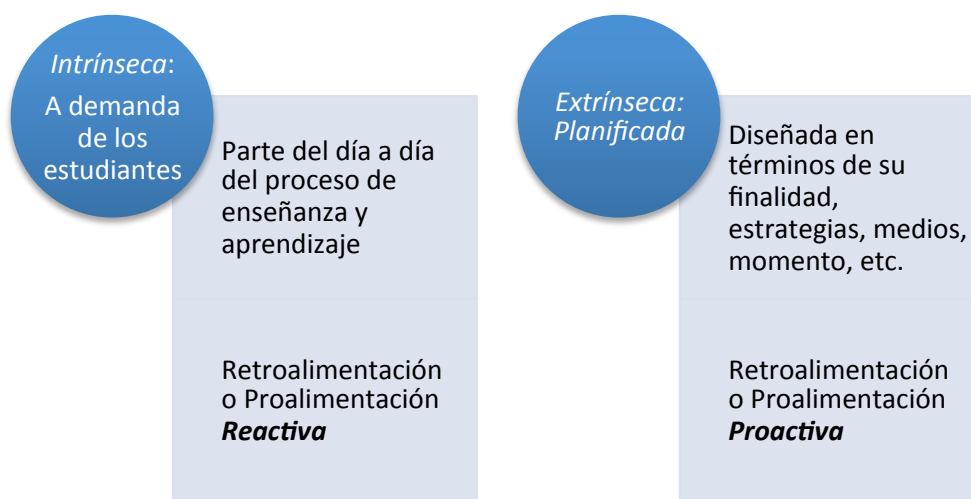 Intrínseca:
A demanda
de los
estudiantes
Parte del día a día
del proceso de
enseñanza y
aprendizaje
Retroalimentación
o Proalimentación
Reactiva
Extrínseca:
Planificada
Diseñada en
términos de su
finalidad,
estrategias, medios,
momento, etc.
Retroalimentación
o Proalimentación
Proactiva